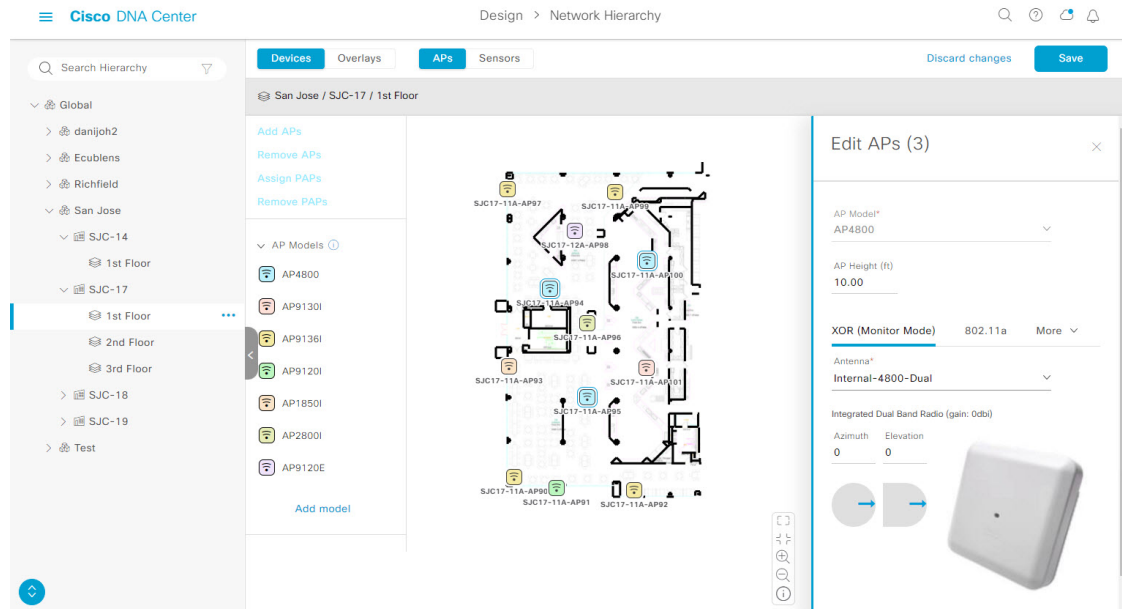 Cisco DNA Center
Design > Network Hierarchy
Search Hierarchy
Global
danijoh2
Ecublens
Richfield
San Jose
SJC-14
1st Floor
SJC-17
1st Floor
2nd Floor
3rd Floor
SJC-18
SJC-19
Test
Devices Overlays APs Sensors
Discard changes Save
San Jose / SJC-17 / 1st Floor
Add APs
Remove APs
Assign PAPs
Remove PAPs
AP Models
AP4800
AP9130I
AP9136I
AP9120I
AP1850I
AP2800I
AP9120E
Add model
SJC17-11A-AP97
SJC17-11A-AP99
SJC17-12A-AP98
SJC17-11A-AP100
SJC17-11A-AP94
SJC17-11A-AP96
SJC17-11A-AP93
SJC17-11A-AP101
SJC17-11A-AP95
SJC17-11A-AP90
SJC17-11A-AP91
SJC17-11A-AP92
Edit APs (3)
AP Model*
AP4800
AP Height (ft)
10.00
XOR (Monitor Mode) 802.11a More
Antenna*
Internal-4800-Dual
Integrated Dual Band Radio (gain: 0dbi)
Azimuth Elevation
0 0